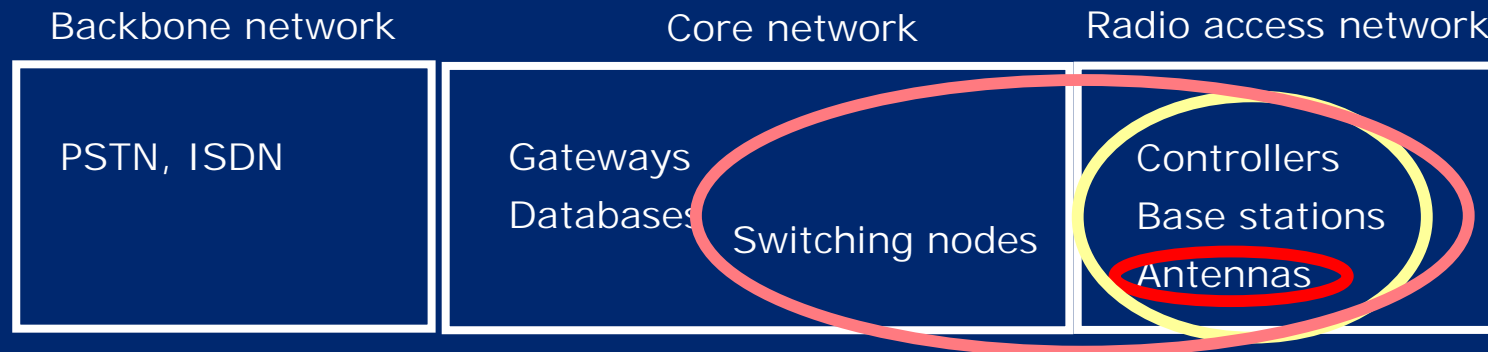 Backbone network
Core network
Radio access network
PSTN, ISDN
Gateways
Databases
Switching nodes
Controllers
Base stations
Antennas